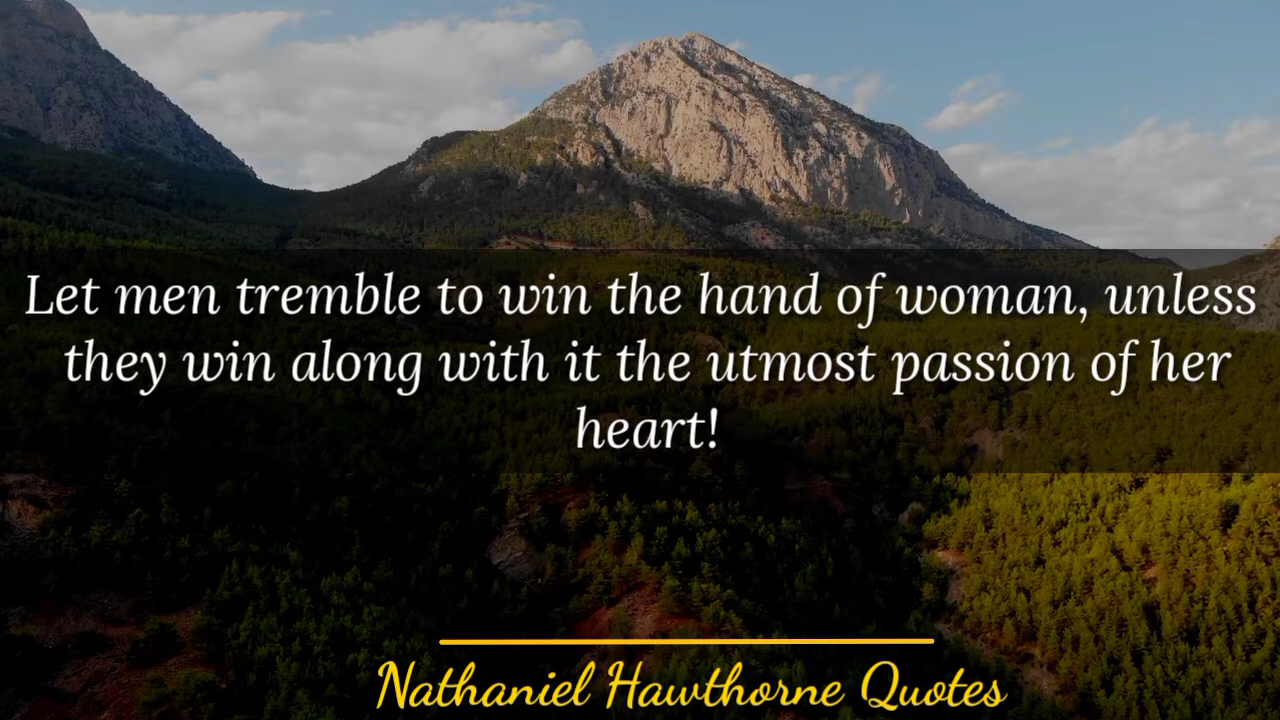 Let men tremble to win the hand of woman, unless
they win along with it the utmost passion of her
heart!
Nathaniel Hawthorne Quotes